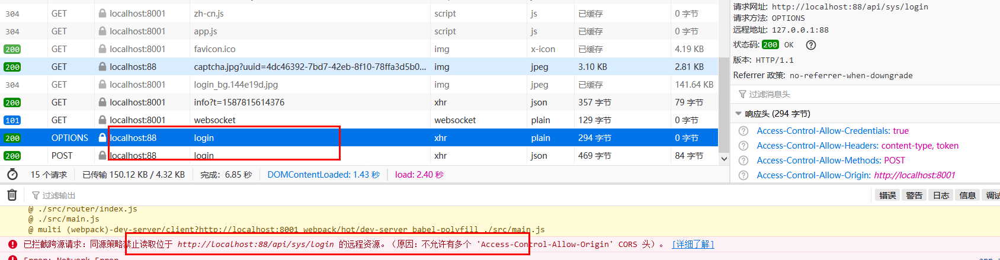 304 GET localhost:8001 zh-cn.js script js 已缓存 0 字节
304 GET localhost:8001 app.js script js 已缓存 0 字节
200 GET localhost:8001 favicon.ico img x-icon 已缓存 4.19 KB
200 GET localhost:88 captcha.jpg?uuid=4dc46392-7bd7-42eb-8f10-78ffa3d5b0... img jpeg 3.10 KB 2.81 KB
304 GET localhost:8001 login_bg.144e19d.jpg img jpeg 已缓存 141.64 KB
200 GET localhost:8001 info?t=1587815614376 xhr json 357 字节 79 字节
101 GET localhost:8001 websocket websocket plain 129 字节 0 字节
200 OPTIONS localhost:88 login xhr plain 294 字节 0 字节
200 POST localhost:88 login xhr json 469 字节 84 字节
15 个请求 已传输 150.12 KB / 4.32 KB 完成：6.85 秒 DOMContentLoaded: 1.43 秒 load: 2.40 秒
请求网址: http://localhost:88/api/sys/login
请求方法: OPTIONS
远程地址: 127.0.0.1:88
状态码: 200 OK
版本: HTTP/1.1
Referrer 政策: no-referrer-when-downgrade
过滤消息头
响应头 (294 字节)
Access-Control-Allow-Credentials: true
Access-Control-Allow-Headers: content-type, token
Access-Control-Allow-Methods: POST
Access-Control-Allow-Origin: http://localhost:8001
过滤输出 错误 警告 日志 信息
@ ./src/router/index.js
@ ./src/main.js
@ multi (webpack)-dev-server/client?http://localhost:8001 webpack/hot/dev-server babel-polyfill ./src/main.js
已拦截跨源请求：同源策略禁止读取位于 http://localhost:88/api/sys/login 的远程资源。（原因：不允许有多个 'Access-Control-Allow-Origin' CORS 头）。 [详细了解]
Error: Network Error